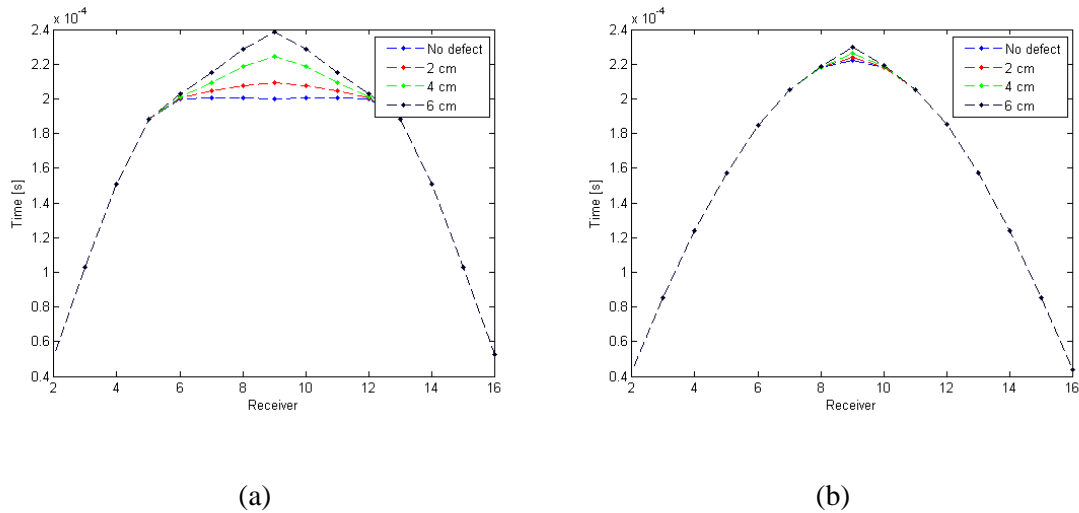 x 10⁻⁴
2.4
2.2
2
1.8
1.6
1.4
1.2
1
0.8
0.6
0.4
Time [s]
2 4 6 8 10 12 14 16
Receiver
No defect
2 cm
4 cm
6 cm
(a)
x 10⁻⁴
2.4
2.2
2
1.8
1.6
1.4
1.2
1
0.8
0.6
0.4
Time [s]
2 4 6 8 10 12 14 16
Receiver
No defect
2 cm
4 cm
6 cm
(b)